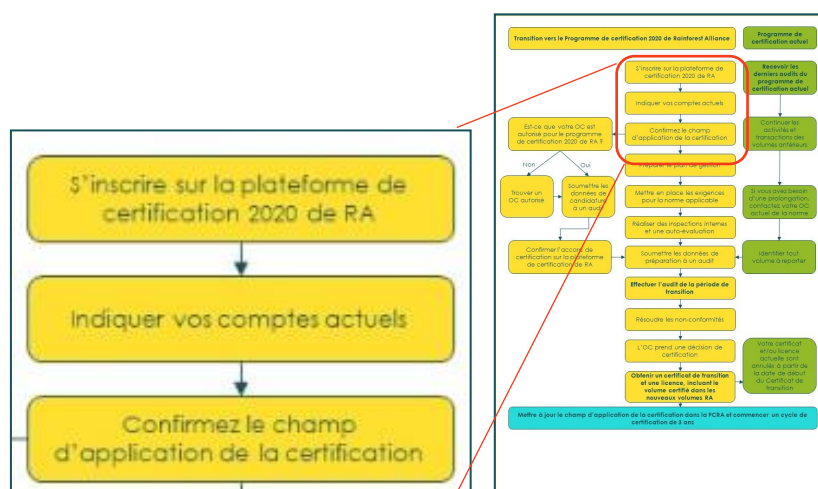 S'inscrire sur la plateforme de
certification 2020 de RA
Indiquer vos comptes actuels
Confirmez le champ
d'application de la certification
Transition vers le Programme de certification 2020 de Rainforest Alliance
Programme de
certification actuel
S'inscrire sur la plateforme de
certification 2020 de RA
Recevoir les
derniers audits du
programme de
certification actuel
Indiquer vos comptes actuels
Est-ce que votre OC est
autorisé pour le programme
de certification 2020 de RA ?
Confirmez le champ
d'application de la certification
Continuer les
activités et
transactions des
volumes antérieurs
Non
Oui
Préparer le plan de gestion
Trouver un
OC autorisé
Soumettre les
données de
candidature
à un audit
Mettre en place les exigences
pour la norme applicable
Si vous avez besoin
d'une prolongation,
contactez votre OC
actuel de la norme
Réaliser des inspections internes
et une auto-évaluation
Confirmer l'accord de
certification sur la plateforme
de certification de RA
Soumettre les données de
préparation à un audit
Identifier tout
volume à reporter
Effectuer l'audit de la période de
transition
Résoudre les non-conformités
L'OC prend une décision de
certification
Votre certificat
et/ou licence
actuelle sont
annulés à partir de
la date de début
du Certificat de
transition
Obtenir un certificat de transition
et une licence, incluant le
volume certifié dans les
nouveaux volumes RA
Mettre à jour le champ d'application de la certification dans la PCRA et commencer un cycle de
certification de 3 ans